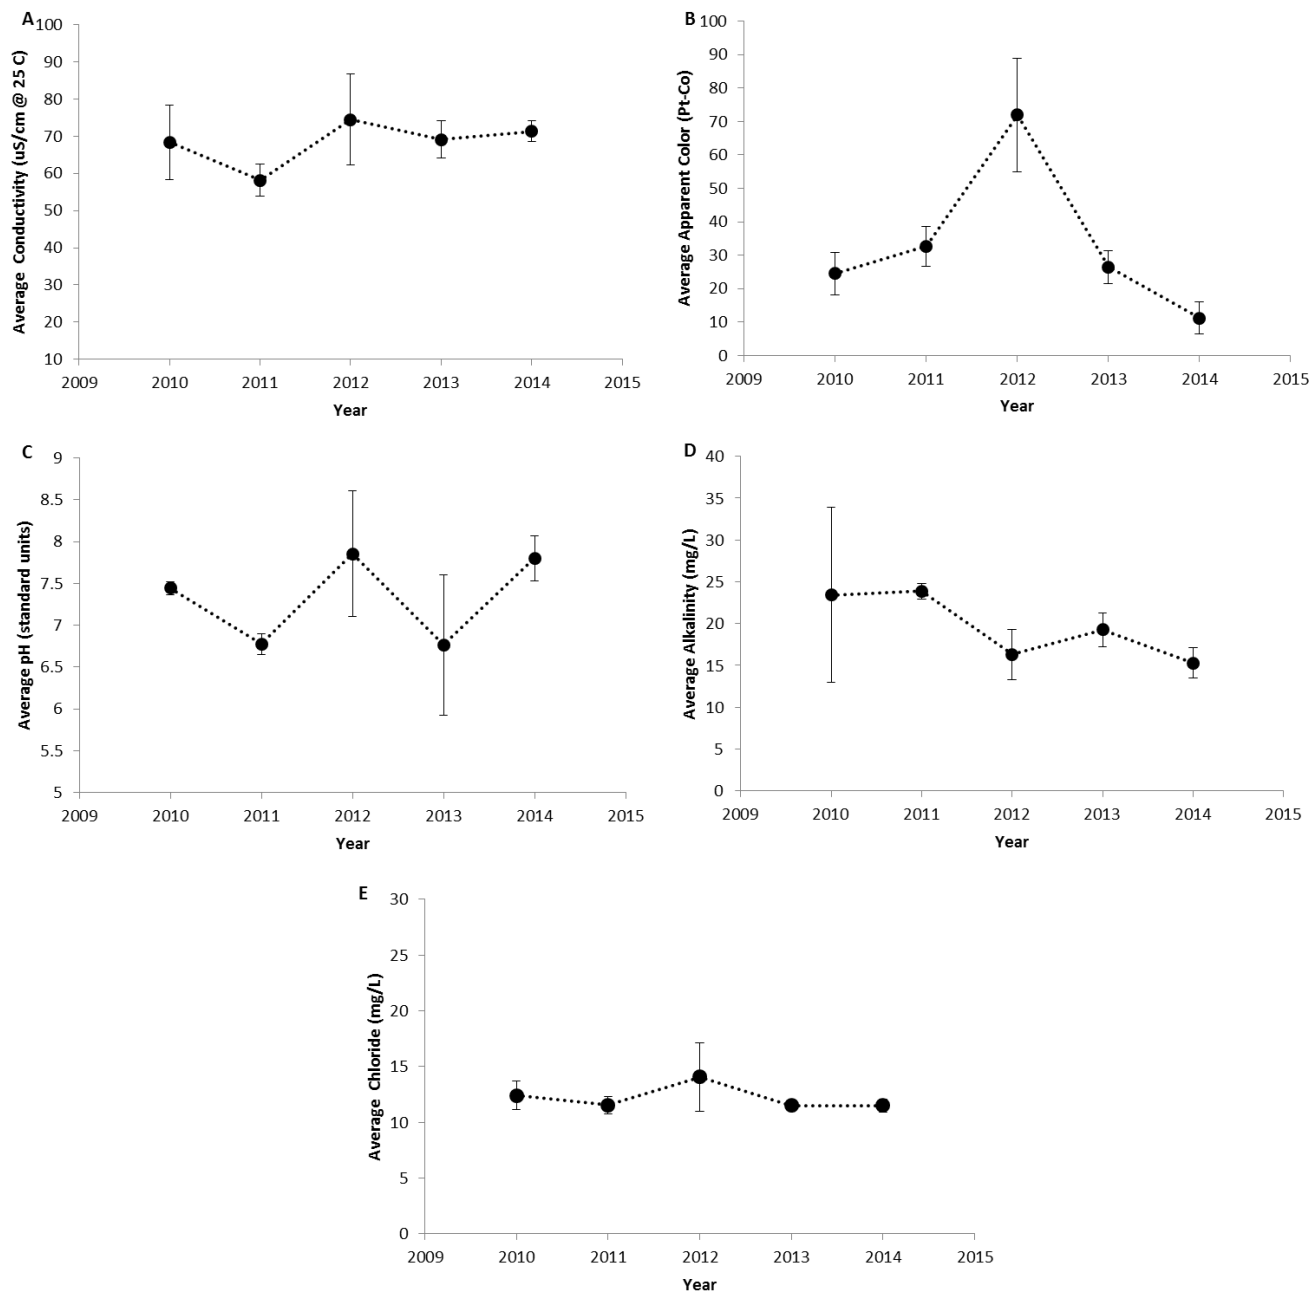 A
100
90
80
70
60
50
40
30
20
10
Average Conductivity (uS/cm @ 25 C)
2009 2010 2011 2012 2013 2014 2015
Year
B
100
90
80
70
60
50
40
30
20
10
0
Average Apparent Color (Pt-Co)
2009 2010 2011 2012 2013 2014 2015
Year
C
9
8.5
8
7.5
7
6.5
6
5.5
5
Average pH (standard units)
2009 2010 2011 2012 2013 2014 2015
Year
D
40
35
30
25
20
15
10
5
0
Average Alkalinity (mg/L)
2009 2010 2011 2012 2013 2014 2015
Year
E
30
25
20
15
10
5
0
Average Chloride (mg/L)
2009 2010 2011 2012 2013 2014 2015
Year